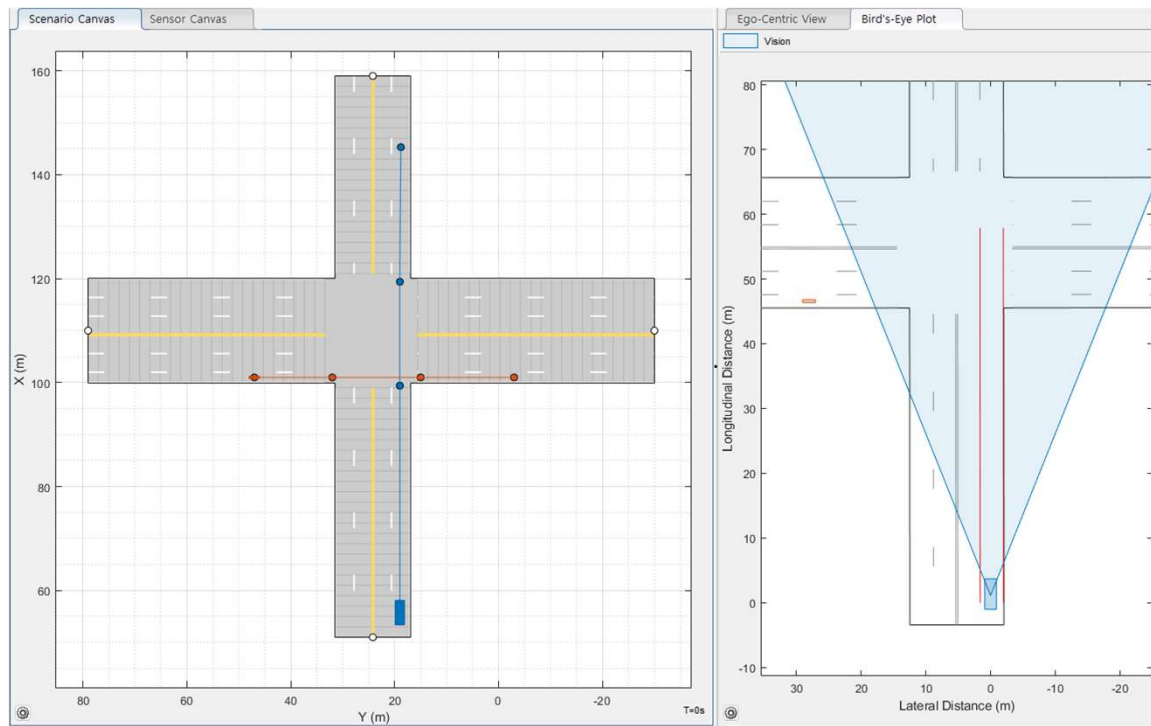 Scenario Canvas
Sensor Canvas
160
140
120
100
80
60
X (m)
80
60
40
20
0
-20
Y (m)
T=0s
Ego-Centric View
Bird's-Eye Plot
Vision
80
70
60
50
40
30
20
10
0
-10
Longitudinal Distance (m)
30
20
10
0
-10
-20
Lateral Distance (m)